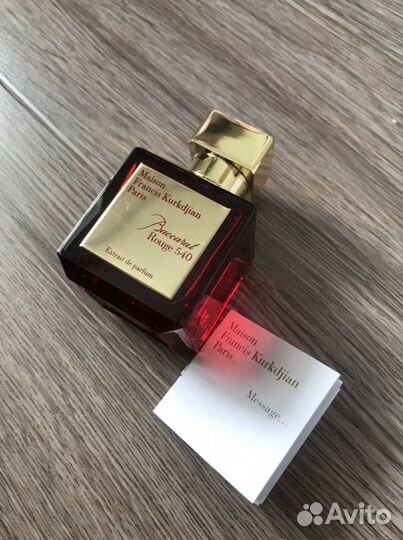 Maison
Francis Kurkdjian
Paris
Baccarat
Rouge 540
Extrait de parfum
Maison
Francis Kurkdjian
Paris
Message...
Avito